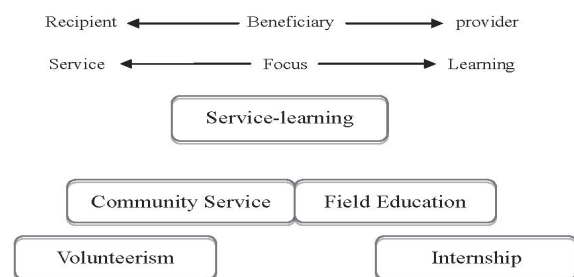 Recipient Beneficiary provider
Service Focus Learning
Service-learning
Community Service Field Education
Volunteerism Internship